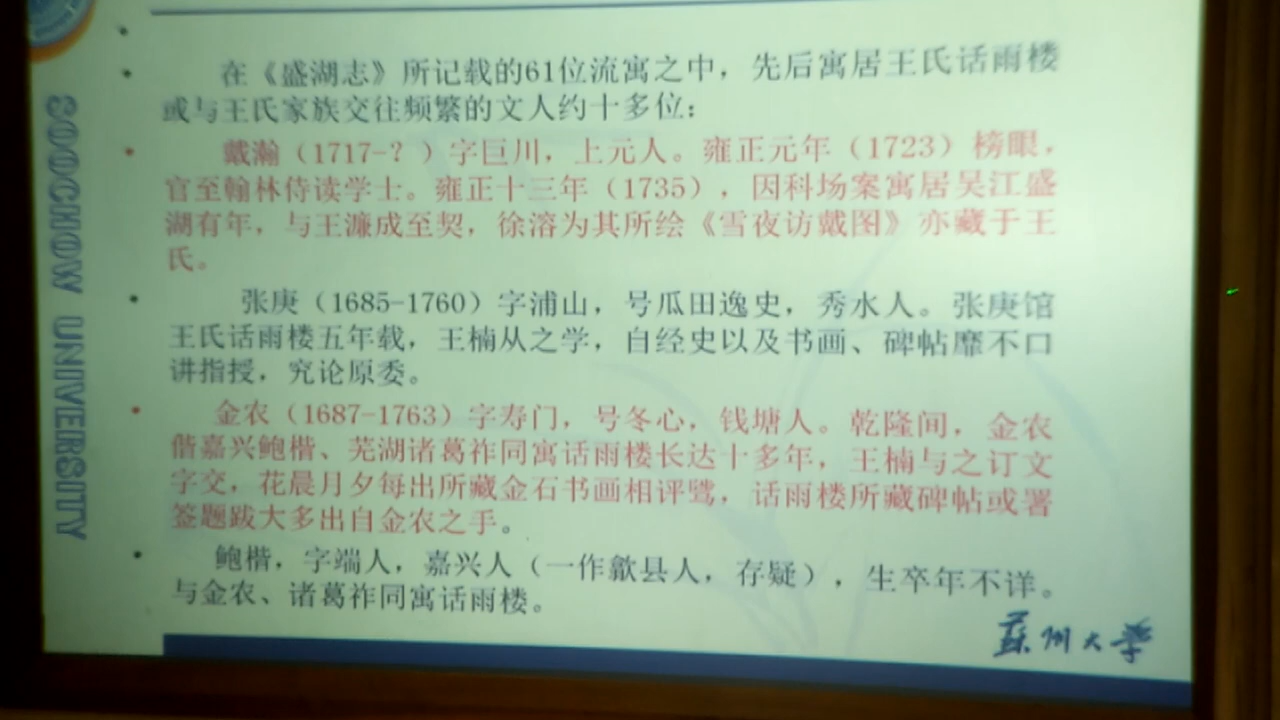 在《盛湖志》所记载的61位流寓之中，先后寓居王氏话雨楼
或与王氏家族交往频繁的文人约十多位：
戴瀚（1717-？）字巨川，上元人。雍正元年（1723）榜眼，
官至翰林侍读学士。雍正十三年（1735），因科场案寓居吴江盛
湖有年，与王濂成至契，徐溶为其所绘《雪夜访戴图》亦藏于王
氏。
张庚（1685-1760）字浦山，号瓜田逸史，秀水人。张庚馆
王氏话雨楼五年载，王楠从之学，自经史以及书画、碑帖靡不口
讲指授，究论原委。
金农（1687-1763）字寿门，号冬心，钱塘人。乾隆间，金农
偕嘉兴鲍楷、芜湖诸葛祚同寓话雨楼长达十多年，王楠与之订文
字交，花晨月夕每出所藏金石书画相评骘，话雨楼所藏碑帖或署
签题跋大多出自金农之手。
鲍楷，字端人，嘉兴人（一作歙县人，存疑），生卒年不详。
与金农、诸葛祚同寓话雨楼。
SOOCHOW UNIVERSITY
蘇州大學